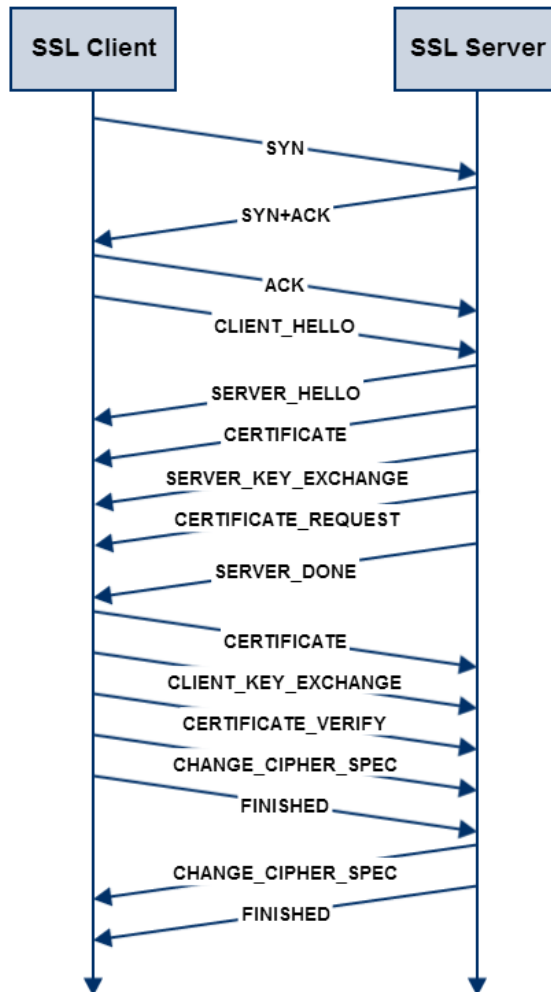 SSL Client
SSL Server
SYN
SYN+ACK
ACK
CLIENT_HELLO
SERVER_HELLO
CERTIFICATE
SERVER_KEY_EXCHANGE
CERTIFICATE_REQUEST
SERVER_DONE
CERTIFICATE
CLIENT_KEY_EXCHANGE
CERTIFICATE_VERIFY
CHANGE_CIPHER_SPEC
FINISHED
CHANGE_CIPHER_SPEC
FINISHED